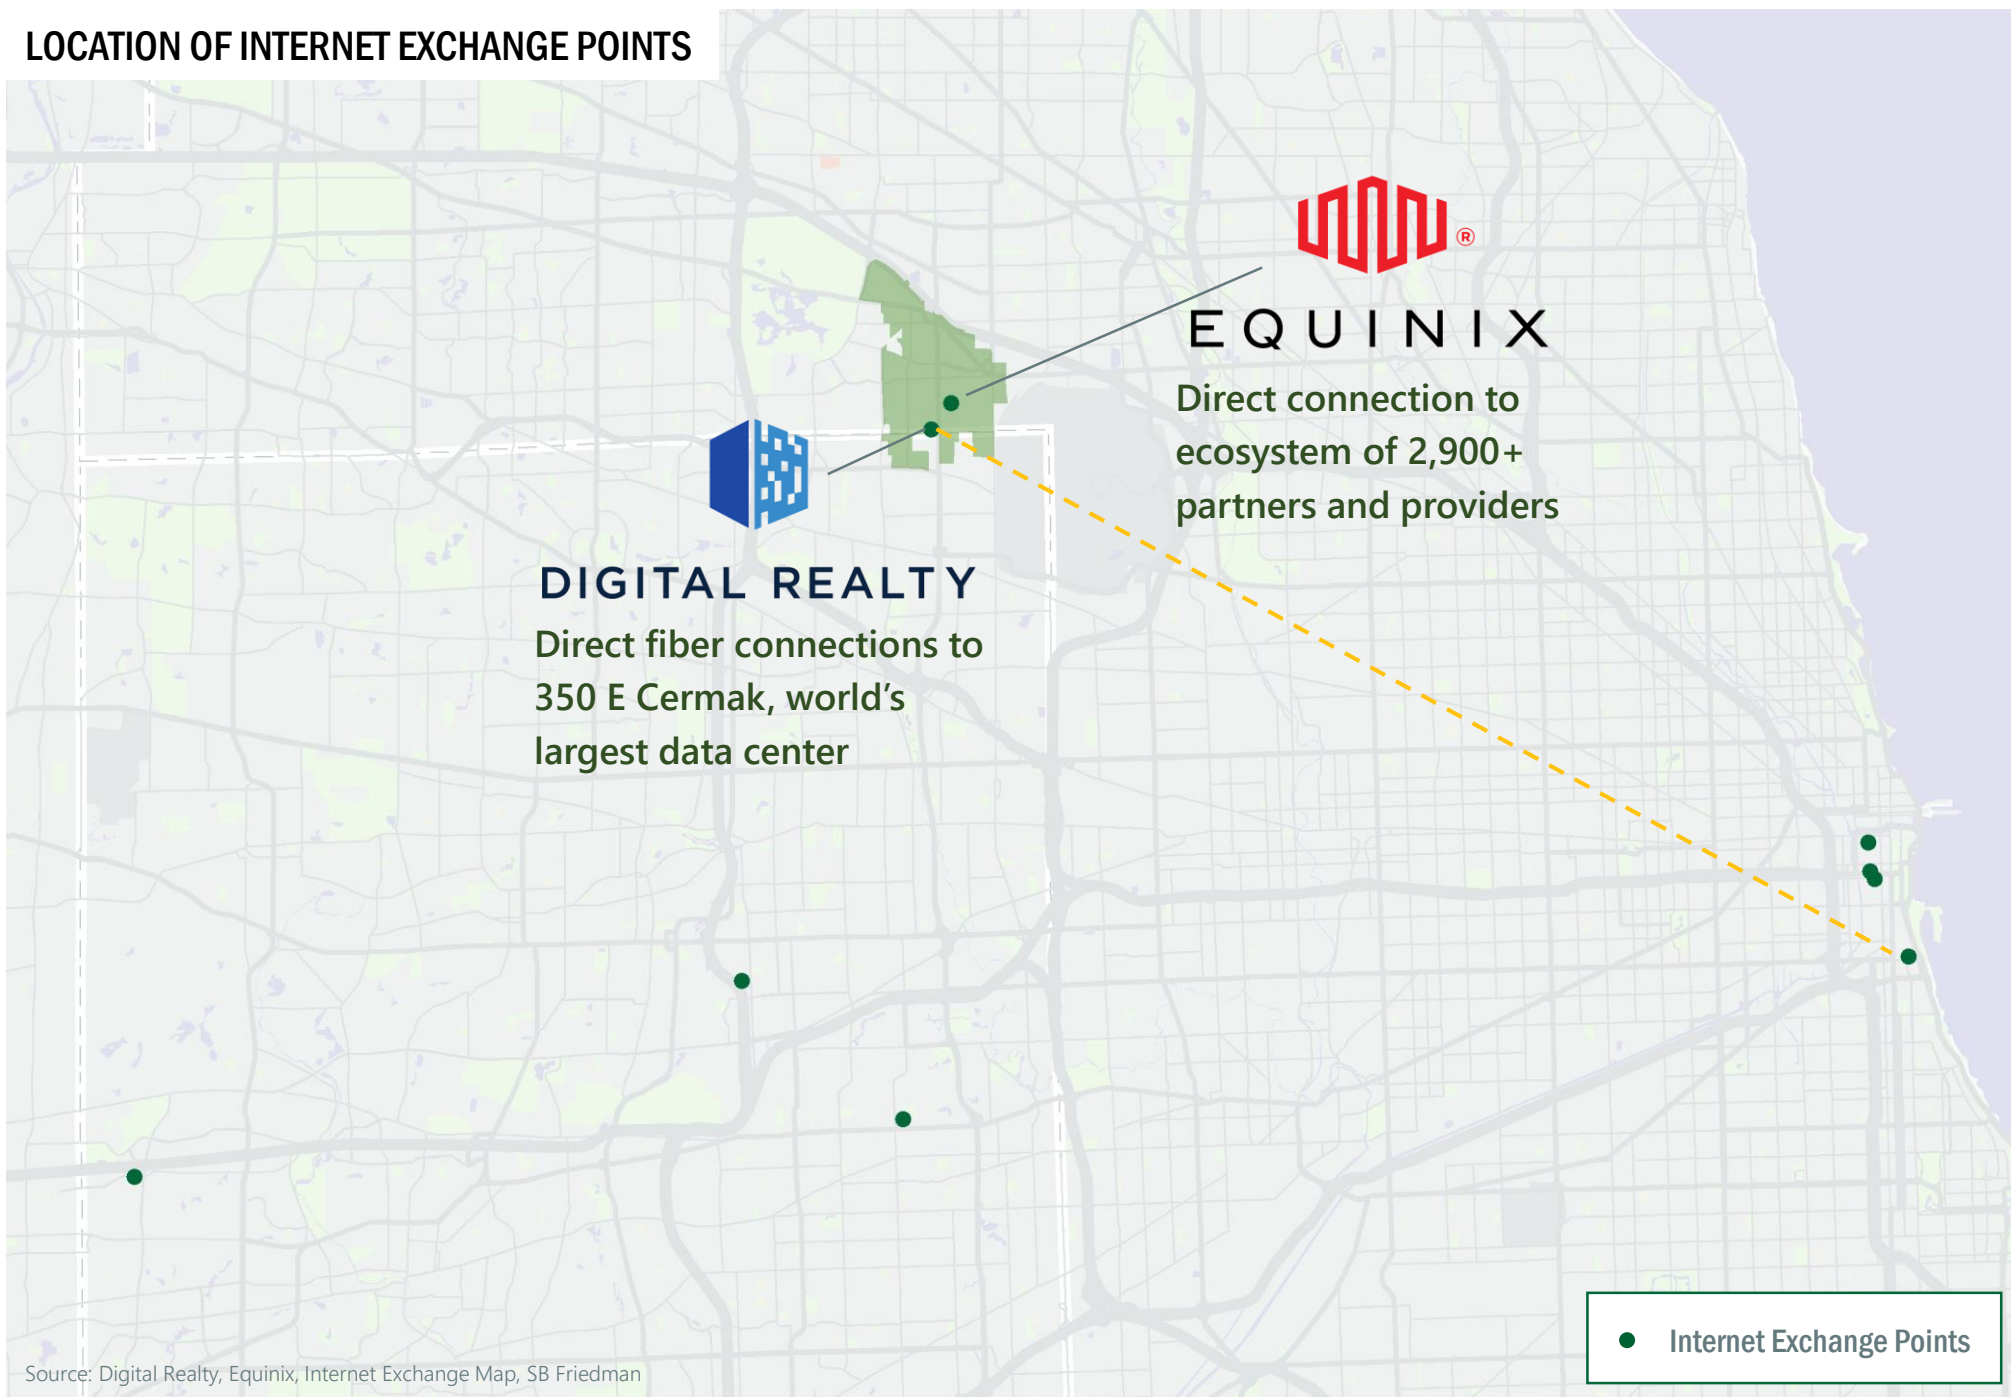 LOCATION OF INTERNET EXCHANGE POINTS
®
EQUINIX
Direct connection to
ecosystem of 2,900+
partners and providers
DIGITAL REALTY
Direct fiber connections to
350 E Cermak, world’s
largest data center
Internet Exchange Points
Source: Digital Realty, Equinix, Internet Exchange Map, SB Friedman